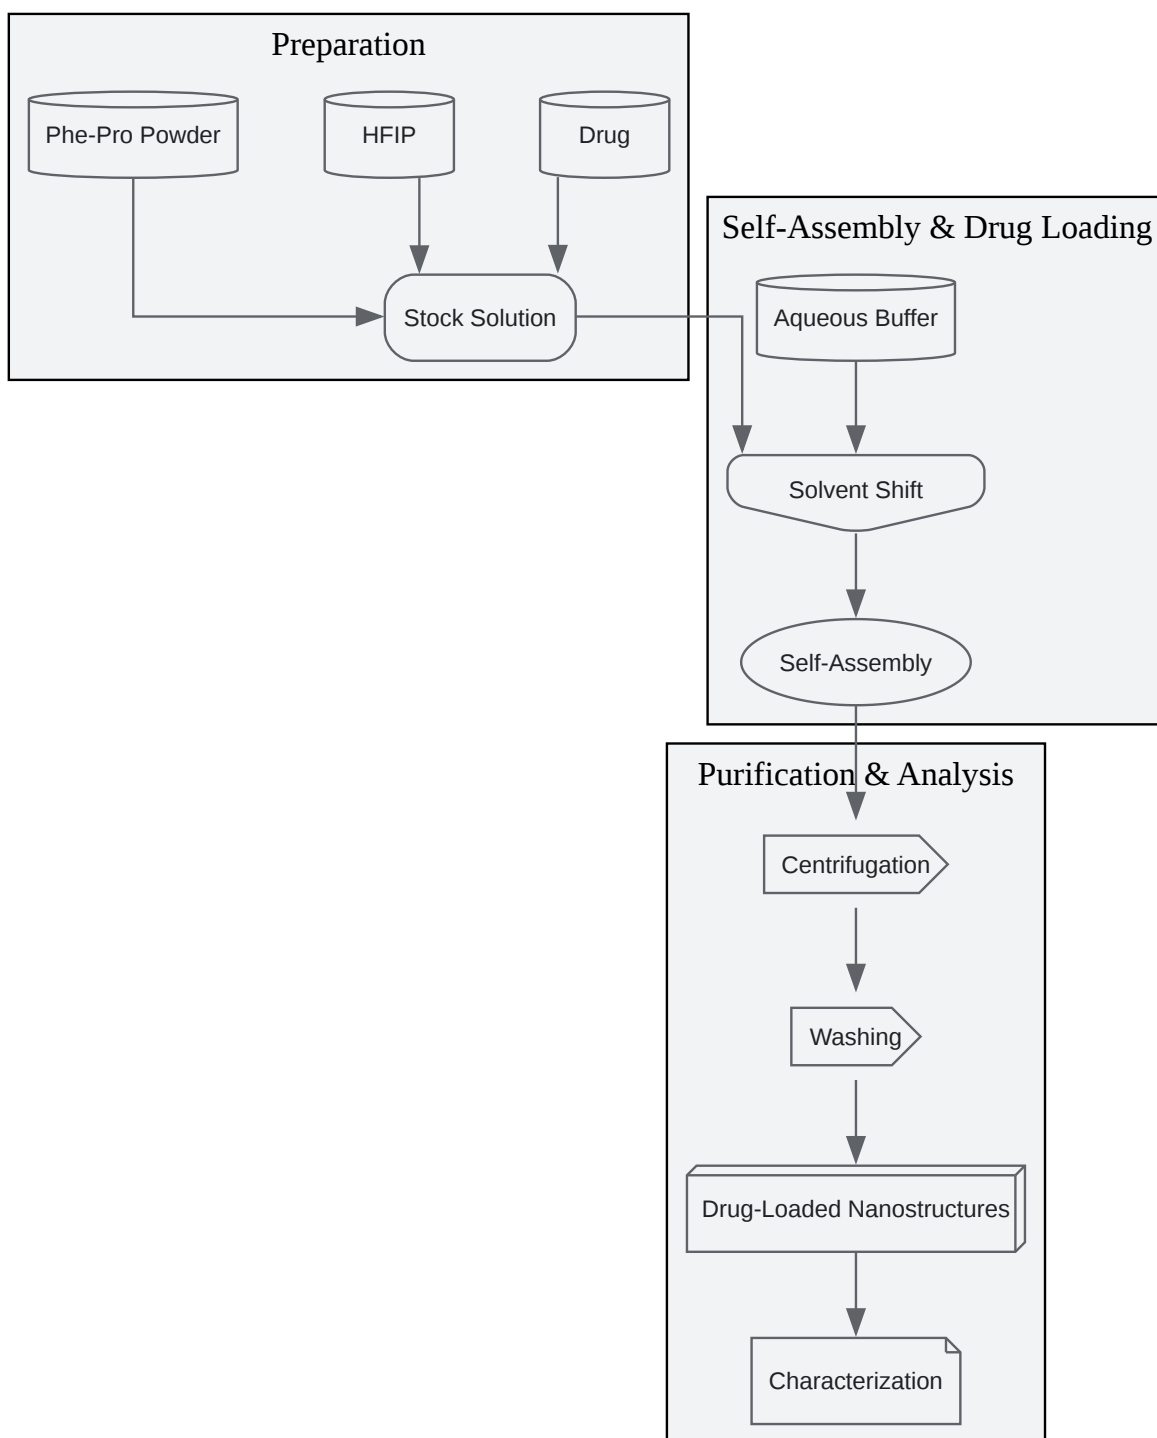 Preparation
Phe-Pro Powder
HFIP
Drug
Stock Solution
Self-Assembly & Drug Loading
Aqueous Buffer
Solvent Shift
Self-Assembly
Purification & Analysis
Centrifugation
Washing
Drug-Loaded Nanostructures
Characterization